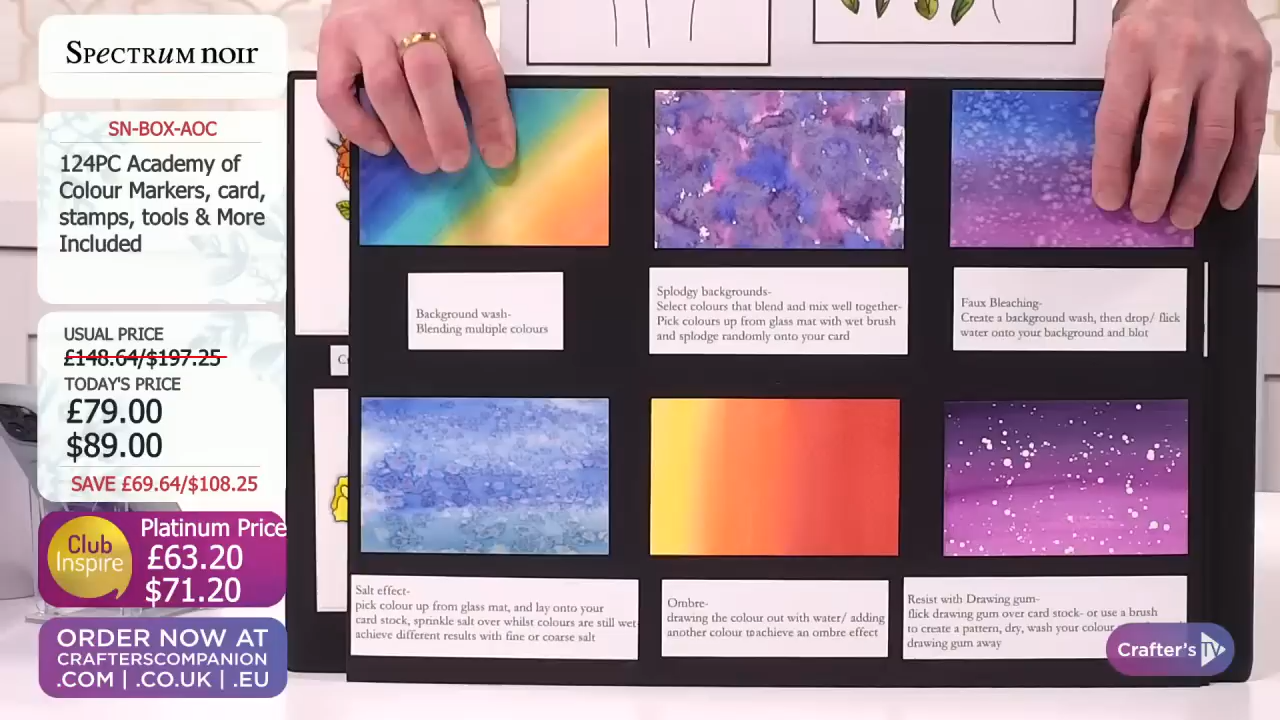 SPECTRUM NOIR
SN-BOX-AOC
124PC Academy of
Colour Markers, card,
stamps, tools & More
Included
USUAL PRICE
£148.64/$197.25
TODAY'S PRICE
£79.00
$89.00
SAVE £69.64/$108.25
Club
Inspire
Platinum Price
£63.20
$71.20
ORDER NOW AT
CRAFTERSCOMPANION
.COM | .CO.UK | .EU
Background wash-
Blending multiple colours
Splodgy backgrounds-
Select colours that blend and mix well together-
Pick colours up from glass mat with wet brush
and splodge randomly onto your card
Faux Bleaching-
Create a background wash, then drop/ flick
water onto your background and blot
Salt effect-
pick colour up from glass mat, and lay onto your
card stock, sprinkle salt over whilst colours are still wet-
achieve different results with fine or coarse salt
Ombre-
drawing the colour out with water/ adding
another colour to achieve an ombre effect
Resist with Drawing gum-
flick drawing gum over card stock- or use a brush
to create a pattern, dry, wash your colour
drawing gum away
Crafter's TV